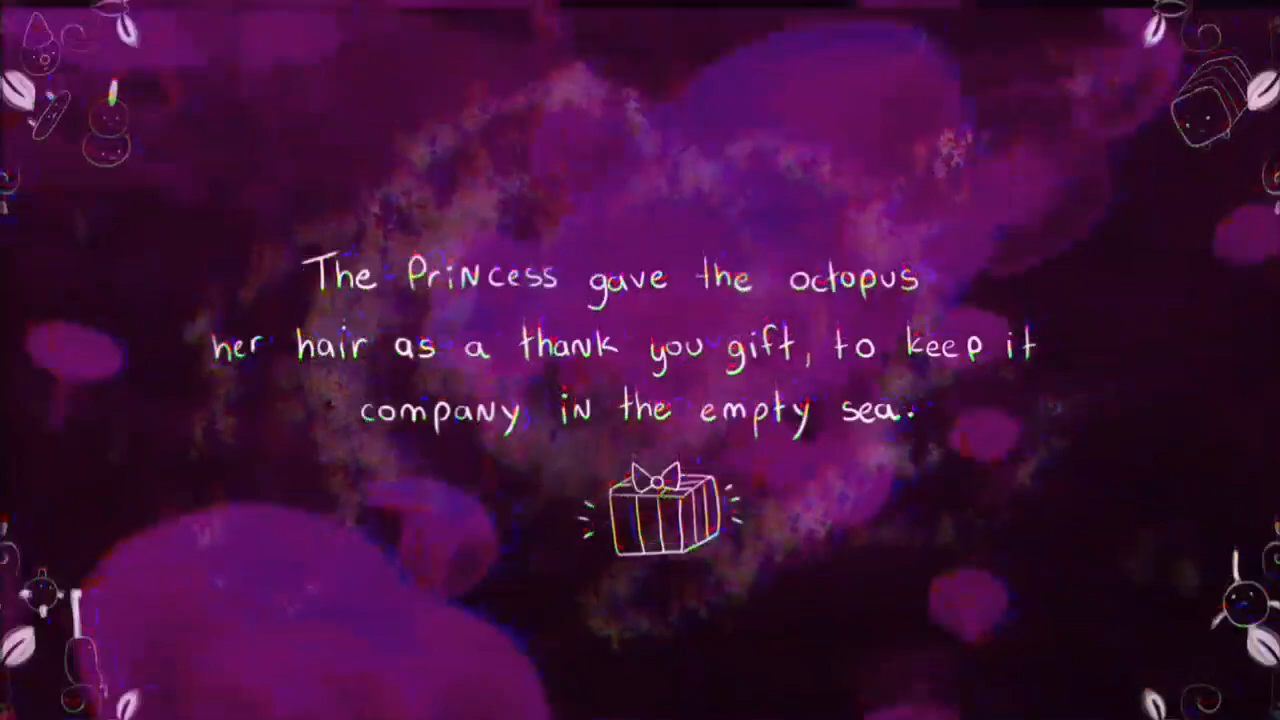 The Princess gave the octopus
her hair as a thank you gift, to keep it
company in the empty sea.